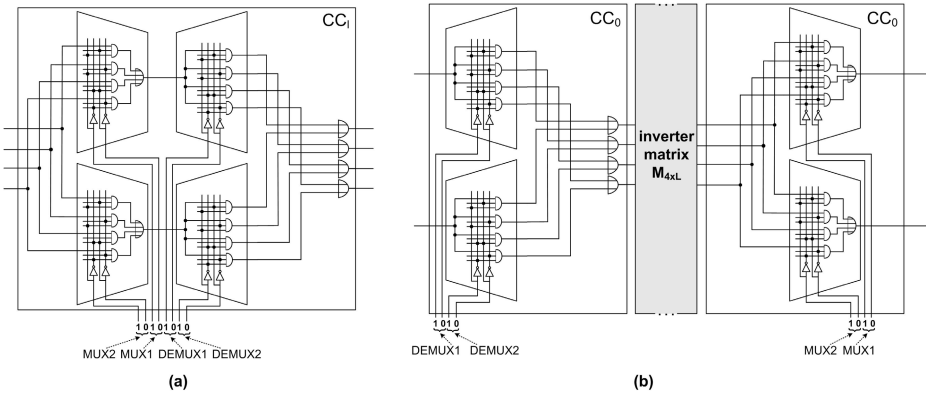 CCI
CC0
CC0
inverter
matrix
M4xL
1 0 1 0 1 0 1 0
MUX2 MUX1 DEMUX1 DEMUX2
1 0 1 0
DEMUX1 DEMUX2
1 0 1 0
MUX2 MUX1
(a)
(b)